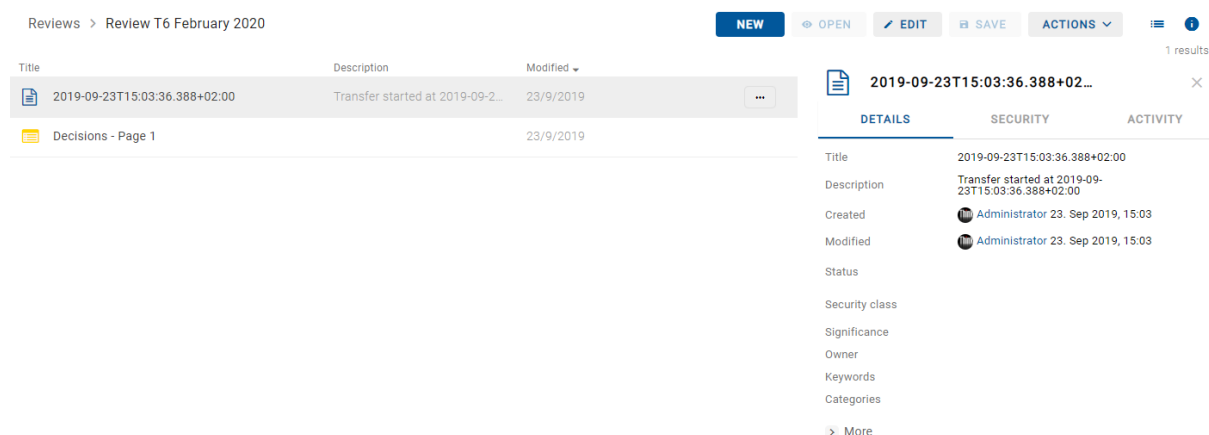 Reviews > Review T6 February 2020
NEW OPEN EDIT SAVE ACTIONS
1 results
Title Description Modified
2019-09-23T15:03:36.388+02:00 Transfer started at 2019-09-2... 23/9/2019 ...
Decisions - Page 1 23/9/2019
2019-09-23T15:03:36.388+02...
DETAILS SECURITY ACTIVITY
Title 2019-09-23T15:03:36.388+02:00
Description Transfer started at 2019-09-
23T15:03:36.388+02:00
Created Administrator 23. Sep 2019, 15:03
Modified Administrator 23. Sep 2019, 15:03
Status
Security class
Significance
Owner
Keywords
Categories
> More